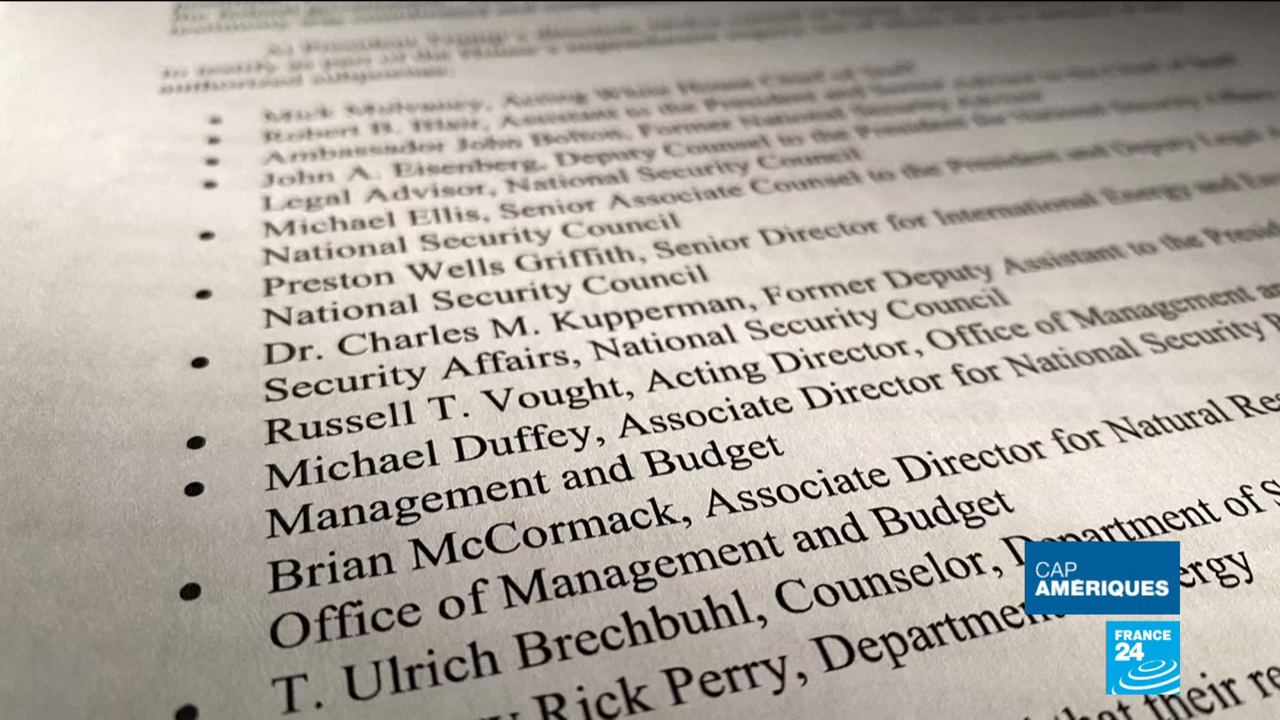 Mick Mulvaney, Acting White House Chief of Staff
Robert B. Blair, Assistant to the President and Senior Advisor to the Chief of Staff
Ambassador John Bolton, Former National Security Advisor
John A. Eisenberg, Deputy Counsel to the President for National Security Affairs
Legal Advisor, National Security Council
Michael Ellis, Senior Associate Counsel to the President and Deputy Legal
National Security Council
Preston Wells Griffith, Senior Director for International Energy and
National Security Council
Dr. Charles M. Kupperman, Former Deputy Assistant to the
Security Affairs, National Security Council
Russell T. Vought, Acting Director, Office of Management
Michael Duffey, Associate Director for National Security
Management and Budget
Brian McCormack, Associate Director for Natural
Office of Management and Budget
T. Ulrich Brechbuhl, Counselor, Department of
Rick Perry, Department
that their
CAP
AMÉRIQUES
FRANCE
24